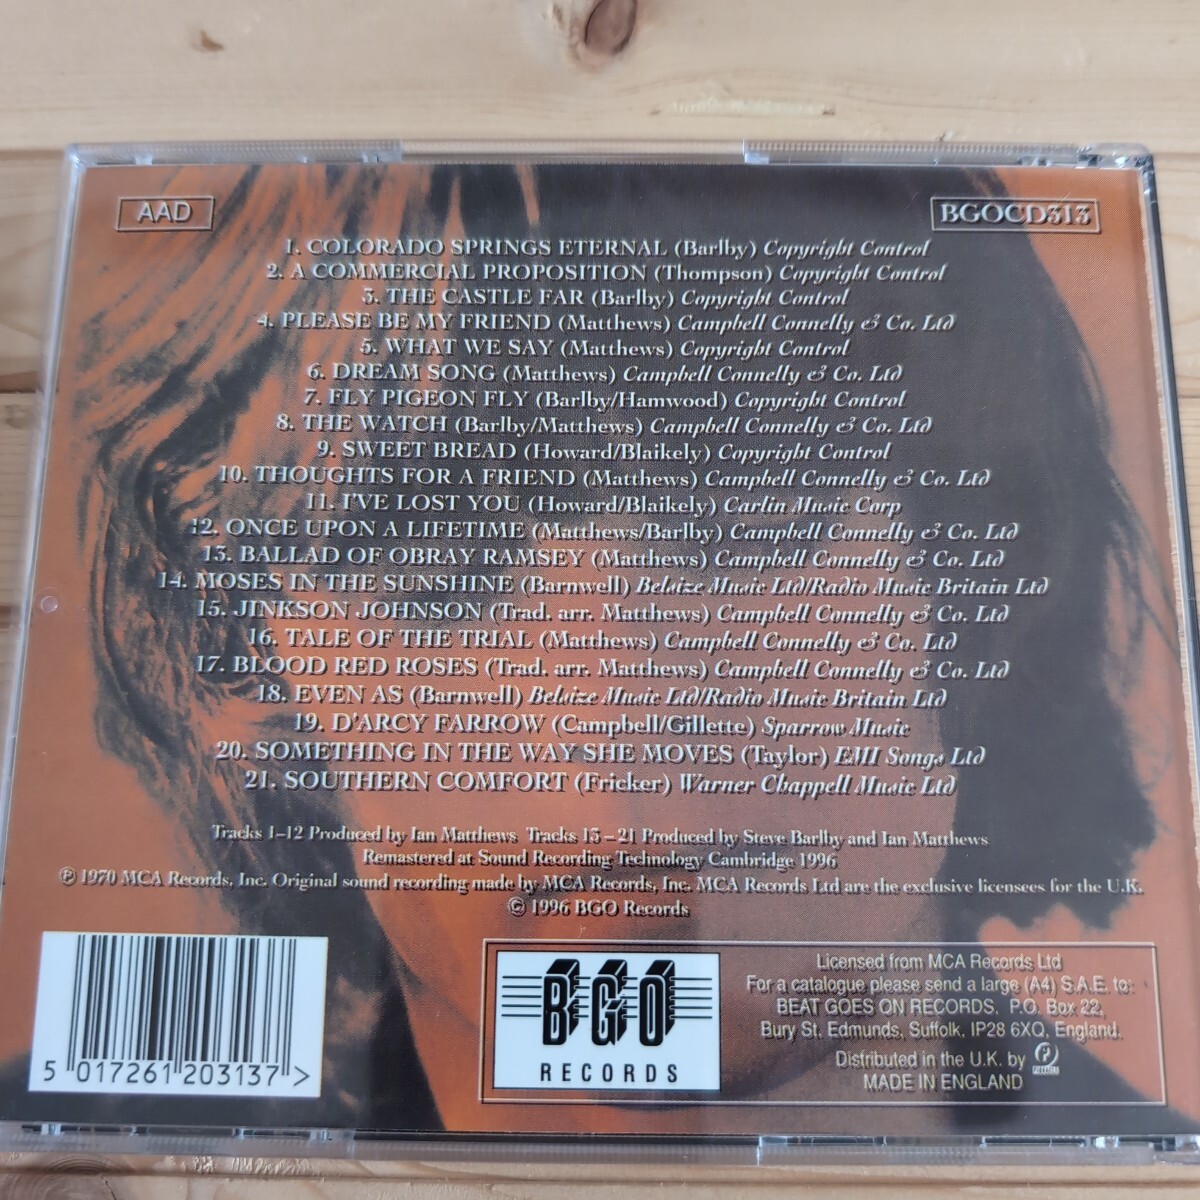 AAD
BGOCD313
1. COLORADO SPRINGS ETERNAL (Barlby) Copyright Control
2. A COMMERCIAL PROPOSITION (Thompson) Copyright Control
3. THE CASTLE FAR (Barlby) Copyright Control
4. PLEASE BE MY FRIEND (Matthews) Campbell Connelly & Co. Ltd
5. WHAT WE SAY (Matthews) Copyright Control
6. DREAM SONG (Matthews) Campbell Connelly & Co. Ltd
7. FLY PIGEON FLY (Barlby/Hamwood) Copyright Control
8. THE WATCH (Barlby/Matthews) Campbell Connelly & Co. Ltd
9. SWEET BREAD (Howard/Blaikely) Copyright Control
10. THOUGHTS FOR A FRIEND (Matthews) Campbell Connelly & Co. Ltd
11. I'VE LOST YOU (Howard/Blaikely) Carlin Music Corp
12. ONCE UPON A LIFETIME (Matthews/Barlby) Campbell Connelly & Co. Ltd
13. BALLAD OF OBRAY RAMSEY (Matthews) Campbell Connelly & Co. Ltd
14. MOSES IN THE SUNSHINE (Barnwell) Belsize Music Ltd/Radio Music Britain Ltd
15. JINKSON JOHNSON (Trad. arr. Matthews) Campbell Connelly & Co. Ltd
16. TALE OF THE TRIAL (Matthews) Campbell Connelly & Co. Ltd
17. BLOOD RED ROSES (Trad. arr. Matthews) Campbell Connelly & Co. Ltd
18. EVEN AS (Barnwell) Belsize Music Ltd/Radio Music Britain Ltd
19. D'ARCY FARROW (Campbell/Gillette) Sparrow Music
20. SOMETHING IN THE WAY SHE MOVES (Taylor) EMI Songs Ltd
21. SOUTHERN COMFORT (Fricker) Warner Chappell Music Ltd
Tracks 1–12 Produced by Ian Matthews Tracks 13–21 Produced by Steve Barlby and Ian Matthews
Remastered at Sound Recording Technology Cambridge 1996
℗ 1970 MCA Records, Inc. Original sound recording made by MCA Records, Inc. MCA Records Ltd are the exclusive licensees for the U.K.
© 1996 BGO Records
5 017261 203137 >
BGO
RECORDS
Licensed from MCA Records Ltd
For a catalogue please send a large (A4) S.A.E. to:
BEAT GOES ON RECORDS, P.O. Box 22,
Bury St. Edmunds, Suffolk, IP28 6XQ, England.
Distributed in the U.K. by
MADE IN ENGLAND